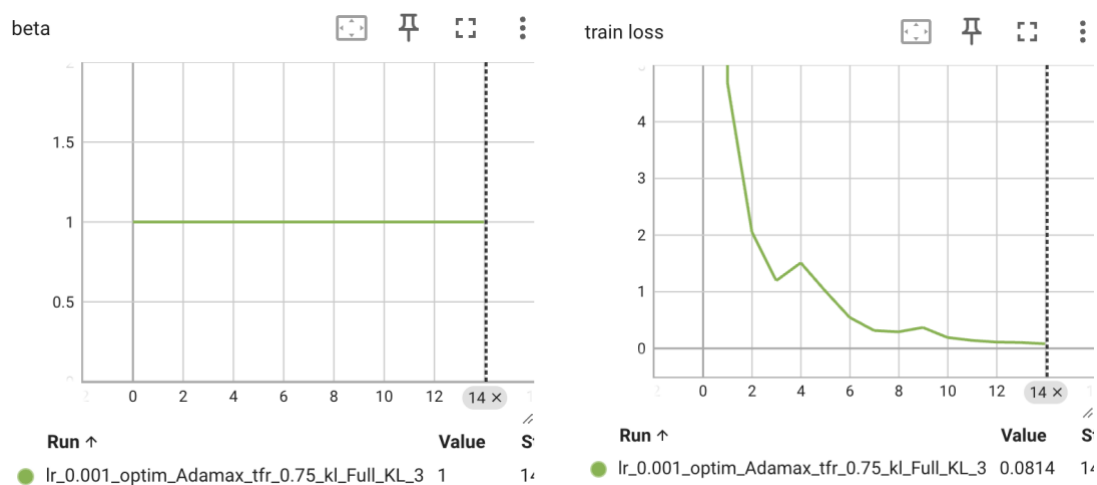 beta
1.5
1
0.5
0 2 4 6 8 10 12 14 ×
Run ↑ Value
lr_0.001_optim_Adamax_tfr_0.75_kl_Full_KL_3 1 14
train loss
4
3
2
1
0
0 2 4 6 8 10 12 14 ×
Run ↑ Value
lr_0.001_optim_Adamax_tfr_0.75_kl_Full_KL_3 0.0814 14